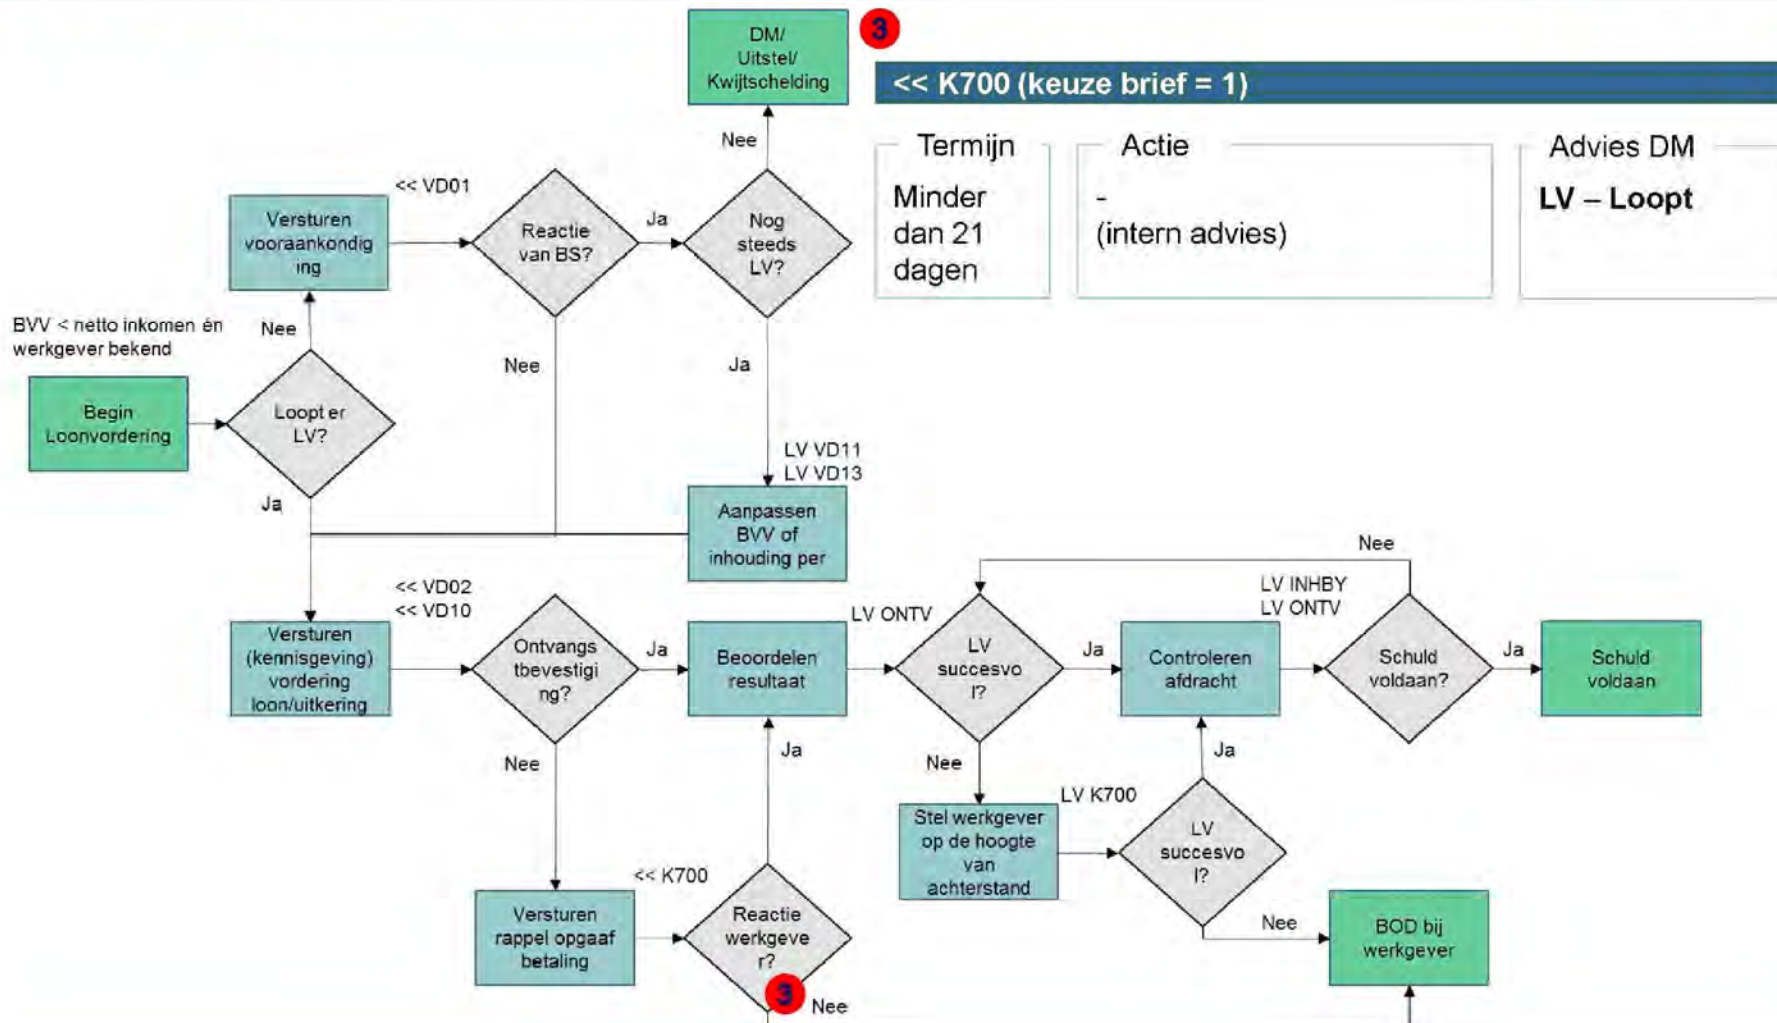 DM/
Uitstel/
Kwijtschelding
3
<< K700 (keuze brief = 1)
Termijn
Minder
dan 21
dagen
Actie
-
(intern advies)
Advies DM
LV – Loopt
Nee
<< VD01
Versturen
vooraankondig
ing
Reactie
van BS?
Ja
Nog
steeds
LV?
BVV < netto inkomen én
werkgever bekend
Nee
Nee
Ja
Begin
Loonvordering
Loopt er
LV?
LV VD11
LV VD13
Ja
Aanpassen
BVV of
inhouding per
Nee
<< VD02
<< VD10
LV INHBY
LV ONTV
LV ONTV
Versturen
(kennisgeving)
vordering
loon/uitkering
Ontvangs
tbevestigi
ng?
Ja
Beoordelen
resultaat
LV
succesvo
l?
Ja
Controleren
afdracht
Schuld
voldaan?
Ja
Schuld
voldaan
Nee
Ja
Nee
Ja
LV K700
Stel werkgever
op de hoogte
van
achterstand
LV
succesvo
l?
<< K700
Versturen
rappel opgaaf
betaling
Reactie
werkgeve
r?
Nee
BOD bij
werkgever
3
Nee